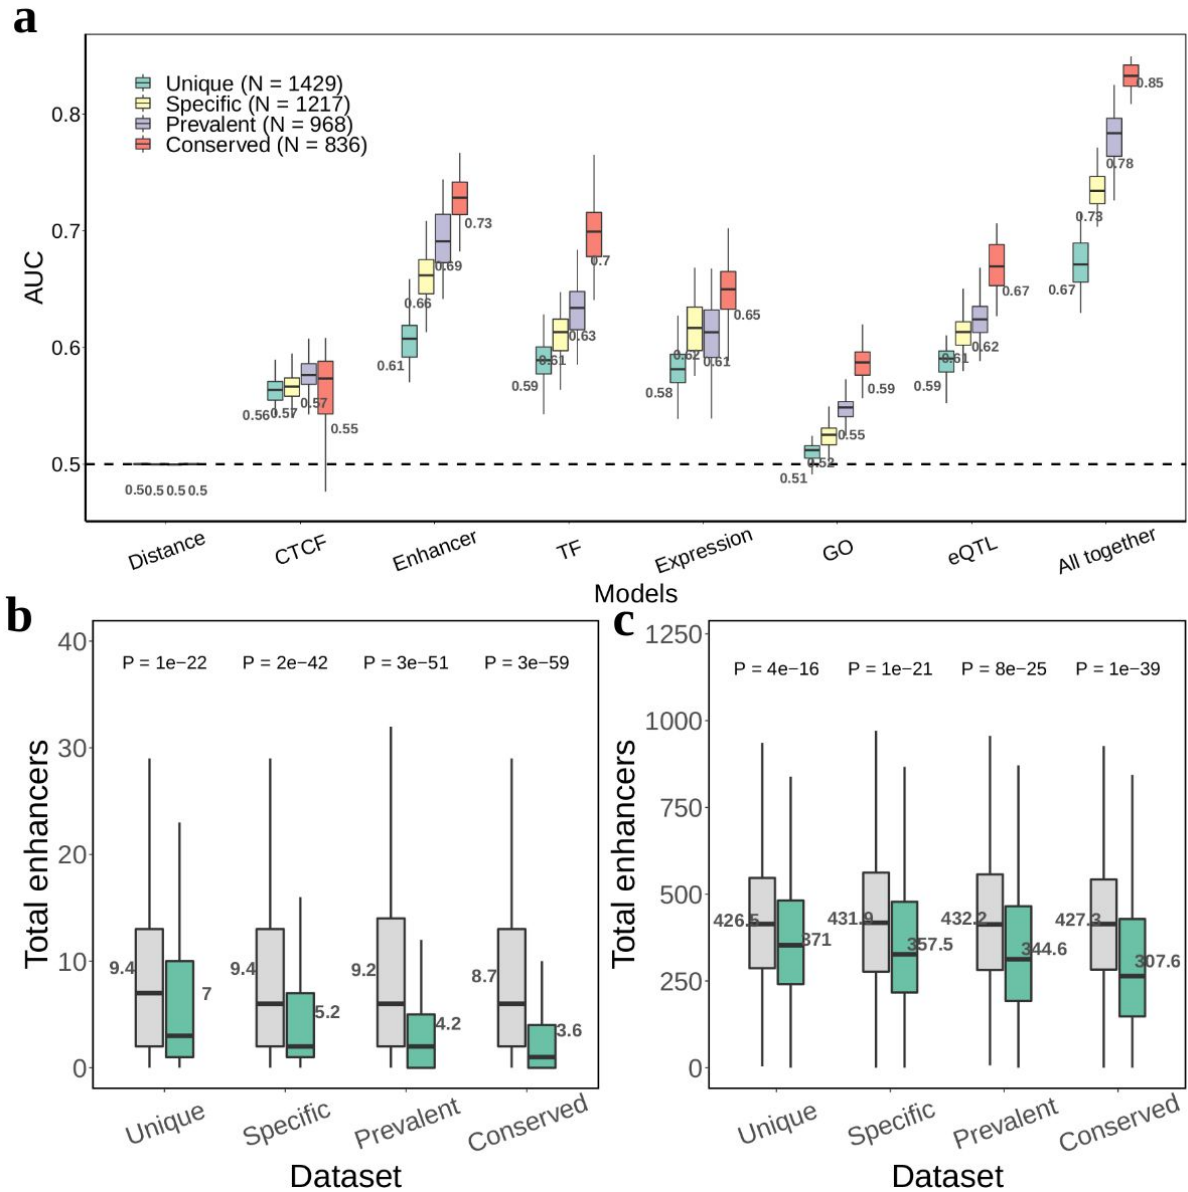 a
AUC
0.8
0.7
0.6
0.5
Unique (N = 1429)
Specific (N = 1217)
Prevalent (N = 968)
Conserved (N = 836)
0.5 0.5 0.5 0.5
0.56 0.57 0.57 0.55
0.61 0.66 0.69 0.73
0.59 0.61 0.63 0.7
0.58 0.62 0.61 0.65
0.51 0.52 0.55 0.59
0.59 0.61 0.62 0.67
0.67 0.73 0.78 0.85
Distance CTCF Enhancer TF Expression GO eQTL All together
Models
b
Total enhancers
40
30
20
10
0
P = 1e−22 P = 2e−42 P = 3e−51 P = 3e−59
9.4 7 9.4 5.2 9.2 4.2 8.7 3.6
Unique Specific Prevalent Conserved
Dataset
c
Total enhancers
1250
1000
750
500
250
0
P = 4e−16 P = 1e−21 P = 8e−25 P = 1e−39
426.5 371 431.9 357.5 432.2 344.6 427.3 307.6
Unique Specific Prevalent Conserved
Dataset